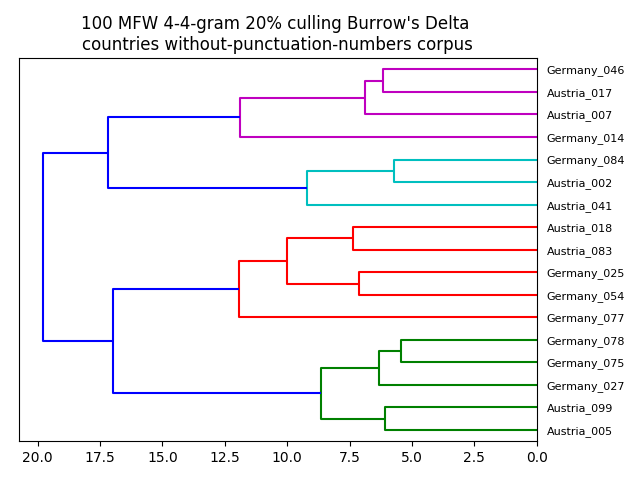 100 MFW 4-4-gram 20% culling Burrow's Delta
countries without-punctuation-numbers corpus
Germany_046
Austria_017
Austria_007
Germany_014
Germany_084
Austria_002
Austria_041
Austria_018
Austria_083
Germany_025
Germany_054
Germany_077
Germany_078
Germany_075
Germany_027
Austria_099
Austria_005
20.0 17.5 15.0 12.5 10.0 7.5 5.0 2.5 0.0